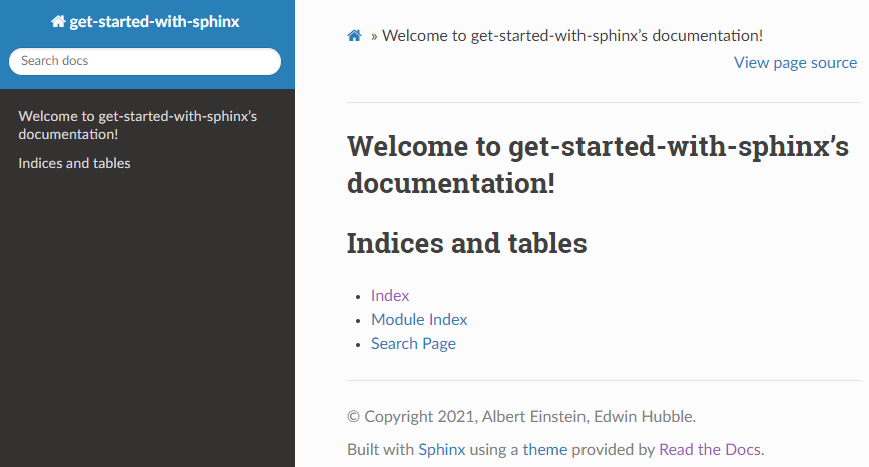 get-started-with-sphinx
Search docs
Welcome to get-started-with-sphinx’s
documentation!
Indices and tables
» Welcome to get-started-with-sphinx’s documentation!
View page source
Welcome to get-started-with-sphinx’s
documentation!
Indices and tables
• Index
• Module Index
• Search Page
© Copyright 2021, Albert Einstein, Edwin Hubble.
Built with Sphinx using a theme provided by Read the Docs.